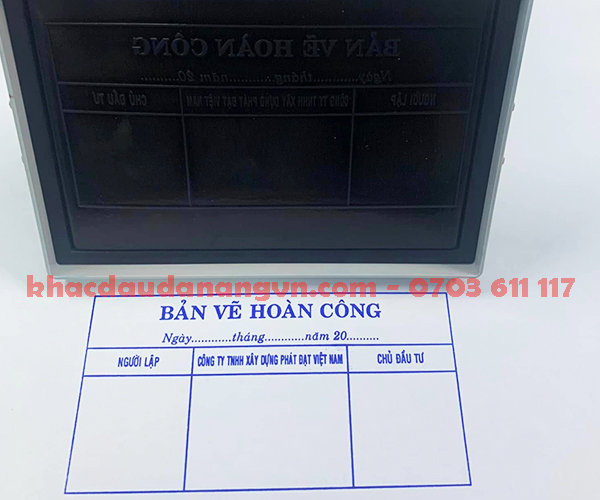 BẢN VẼ HOÀN CÔNG
Ngày............tháng............năm 20..........
NGƯỜI LẬP CÔNG TY TNHH XÂY DỰNG PHÁT ĐẠT VIỆT NAM CHỦ ĐẦU TƯ
khacdaudanangvn.com - 0703 611 117
BẢN VẼ HOÀN CÔNG
Ngày............tháng...........năm 20.........
NGƯỜI LẬP CÔNG TY TNHH XÂY DỰNG PHÁT ĐẠT VIỆT NAM CHỦ ĐẦU TƯ